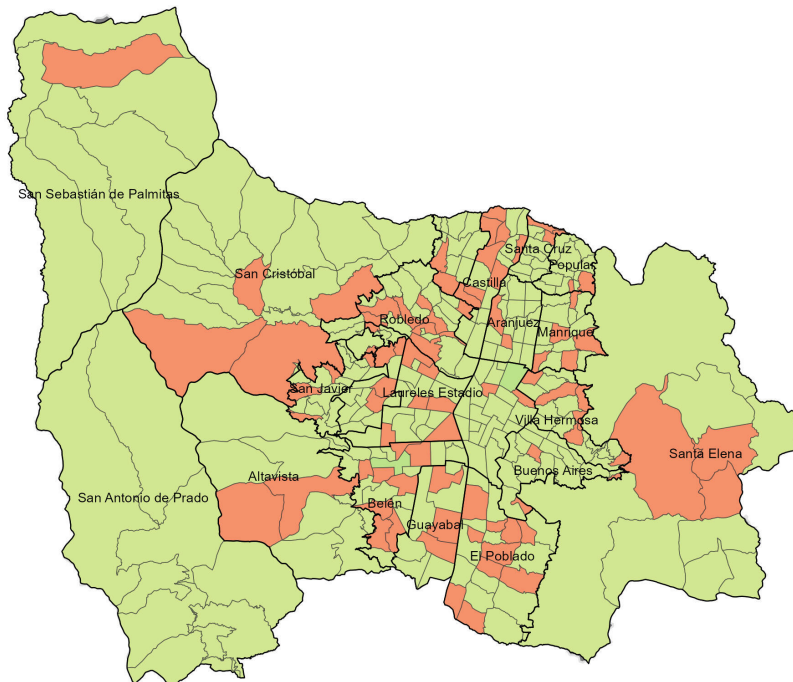 San Sebastián de Palmitas
Santa Cruz
Popular
San Cristóbal
Castilla
Robledo
Aranjuez
Manrique
San Javier
Laureles Estadio
Villa Hermosa
Santa Elena
Buenos Aires
Altavista
San Antonio de Prado
Belén
Guayabal
El Poblado